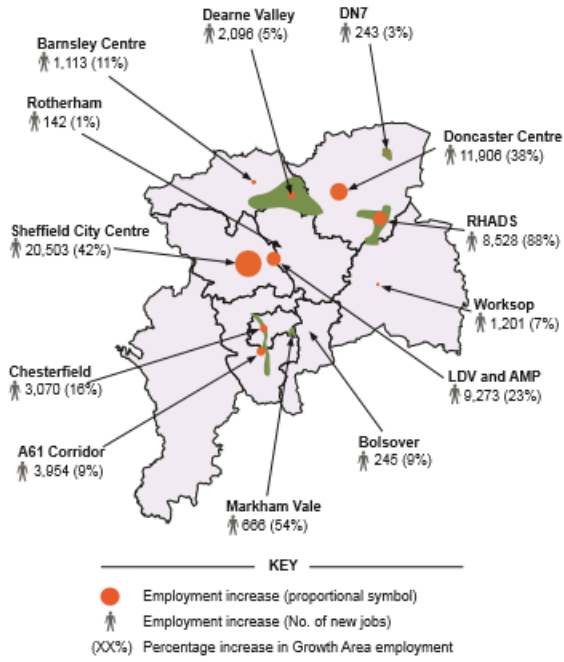 Dearne Valley
2,096 (5%)
DN7
243 (3%)
Barnsley Centre
1,113 (11%)
Rotherham
142 (1%)
Doncaster Centre
11,906 (38%)
Sheffield City Centre
20,503 (42%)
RHADS
8,528 (88%)
Worksop
1,201 (7%)
Chesterfield
3,070 (16%)
LDV and AMP
9,273 (23%)
A61 Corridor
3,954 (9%)
Bolsover
245 (9%)
Markham Vale
666 (54%)
KEY
Employment increase (proportional symbol)
Employment increase (No. of new jobs)
(XX%) Percentage increase in Growth Area employment